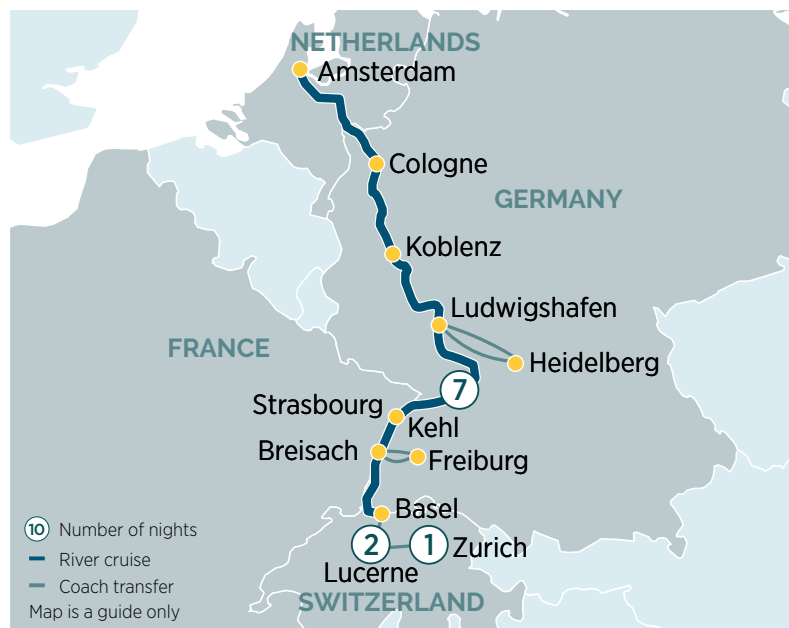 NETHERLANDS
Amsterdam
Cologne
GERMANY
Koblenz
Ludwigshafen
FRANCE
Heidelberg
7
Strasbourg
Kehl
Breisach
Freiburg
Basel
2
1
Zurich
Lucerne
SWITZERLAND
10 Number of nights
River cruise
Coach transfer
Map is a guide only